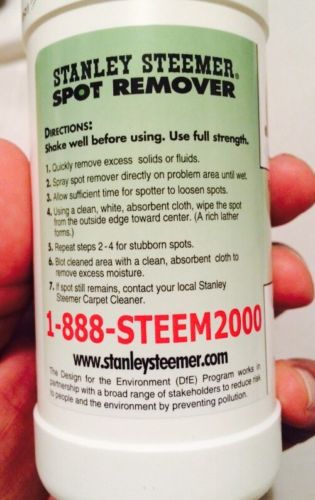 STANLEY STEEMER®
SPOT REMOVER
DIRECTIONS:
Shake well before using. Use full strength.
1. Quickly remove excess solids or fluids.
2. Spray spot remover directly on problem area until wet.
3. Allow sufficient time for spotter to loosen spots.
4. Using a clean, white, absorbent cloth, wipe the spot
from the outside edge toward center. (A rich lather
forms.)
5. Repeat steps 2-4 for stubborn spots.
6. Blot cleaned area with a clean, absorbent cloth to
remove excess moisture.
7. If spot still remains, contact your local Stanley
Steemer Carpet Cleaner.
1-888-STEEM2000
www.stanleysteemer.com
The Design for the Environment (DfE) Program works in
partnership with a broad range of stakeholders to reduce risk
to people and the environment by preventing pollution.